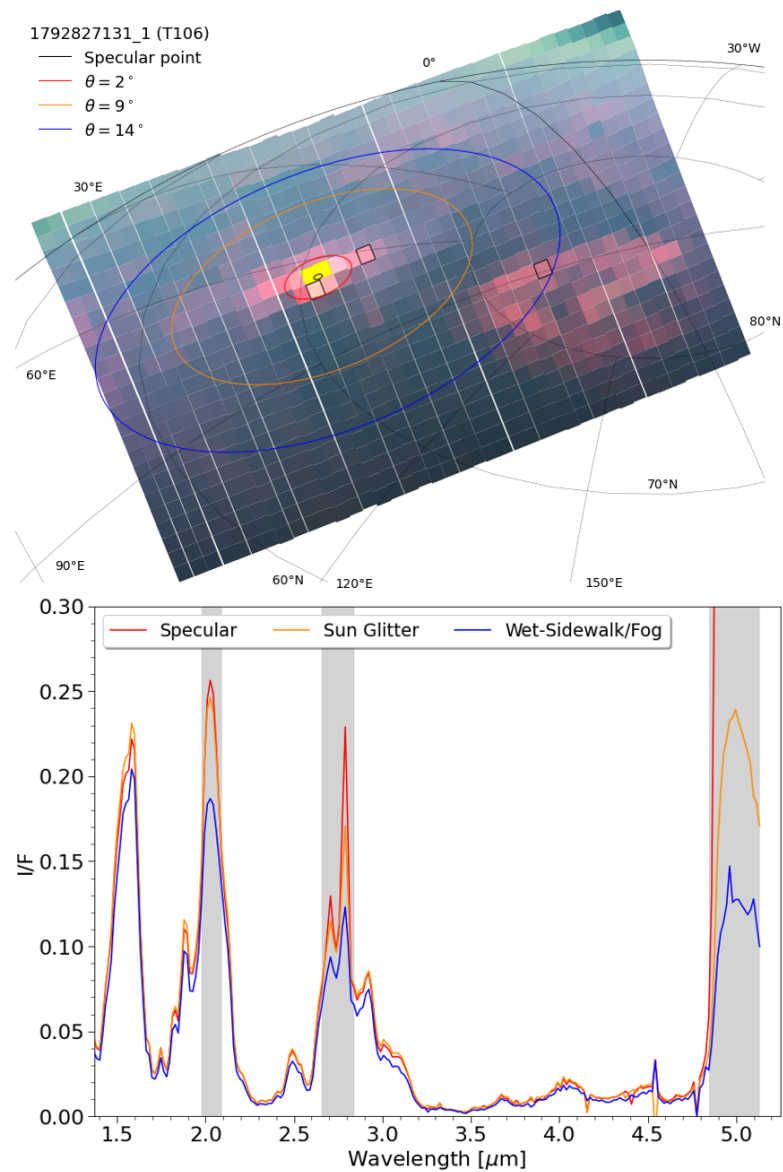 1792827131_1 (T106)
Specular point
θ = 2°
θ = 9°
θ = 14°
0°
30°W
30°E
60°E
80°N
70°N
90°E
60°N
120°E
150°E
0.30
Specular
Sun Glitter
Wet-Sidewalk/Fog
0.25
0.20
0.15
I/F
0.10
0.05
0.00
1.5 2.0 2.5 3.0 3.5 4.0 4.5 5.0
Wavelength [μm]